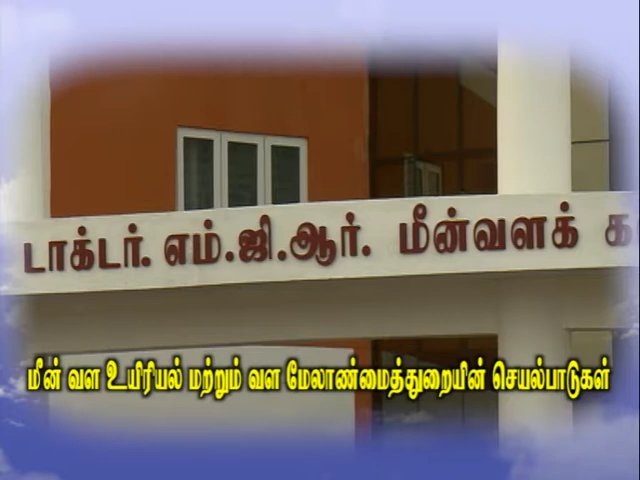 டாக்டர். எம்.ஜி.ஆர். மீன்வளக் க
மீன் வள உயிரியல் மற்றும் வள மேலாண்மைத்துறையின் செயல்பாடுகள்